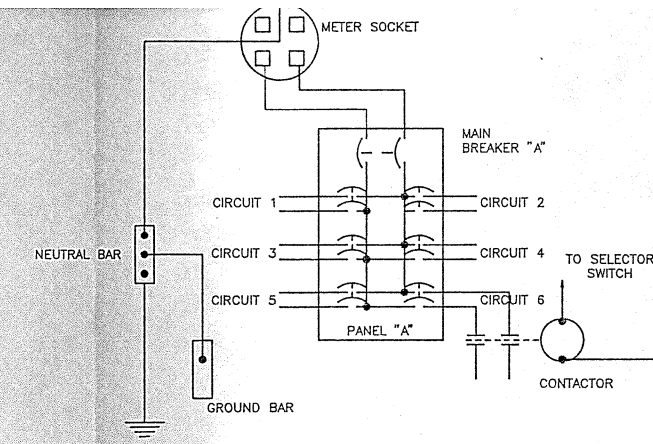 METER SOCKET
MAIN
BREAKER "A"
CIRCUIT 1
CIRCUIT 2
NEUTRAL BAR
CIRCUIT 3
CIRCUIT 4
TO SELECTOR
SWITCH
CIRCUIT 5
CIRCUIT 6
PANEL "A"
CONTACTOR
GROUND BAR